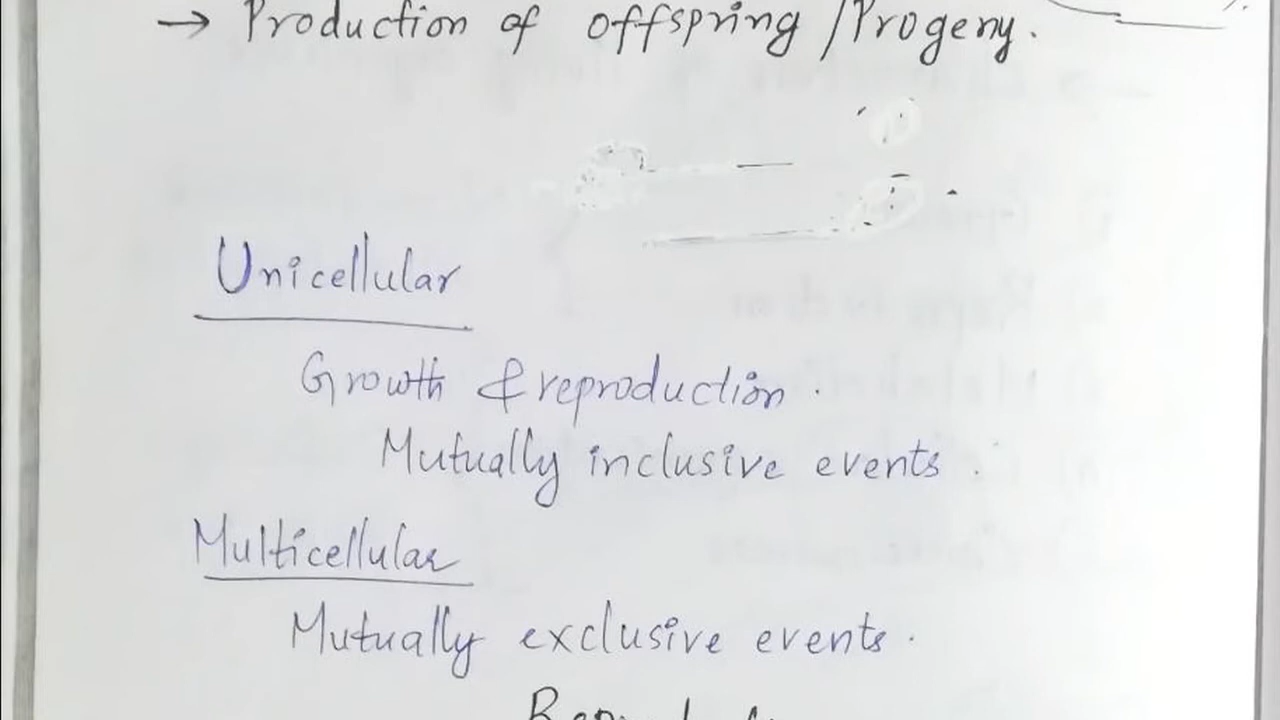 → Production of offspring / Progeny.
Unicellular
Growth & reproduction.
Mutually inclusive events.
Multicellular
Mutually exclusive events.